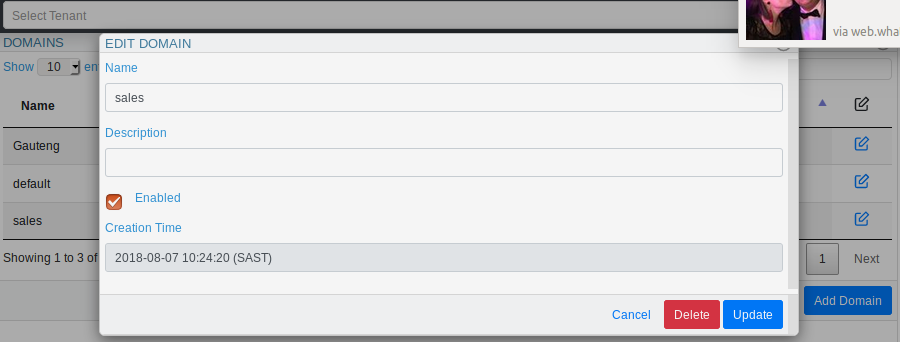 Select Tenant
via web.wha
DOMAINS
EDIT DOMAIN
Show 10 en
Name
sales
Name
Description
Gauteng
default
Enabled
sales
Creation Time
Showing 1 to 3 of
2018-08-07 10:24:20 (SAST)
1
Next
Cancel
Delete
Update
Add Domain